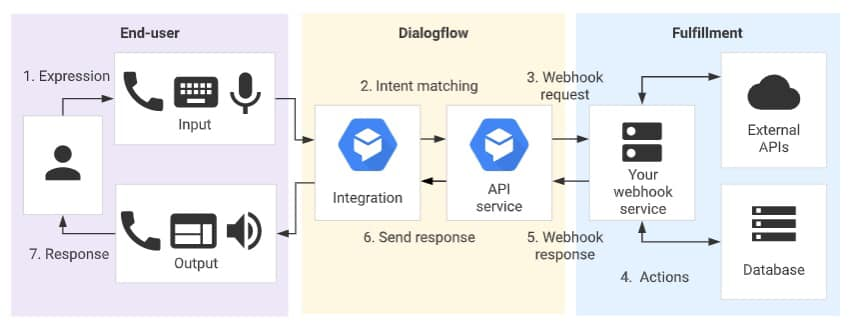 End-user
Dialogflow
Fulfillment
1. Expression
Input
2. Intent matching
3. Webhook
request
Integration
API
service
Your
webhook
service
External
APIs
7. Response
Output
6. Send response
5. Webhook
response
4. Actions
Database